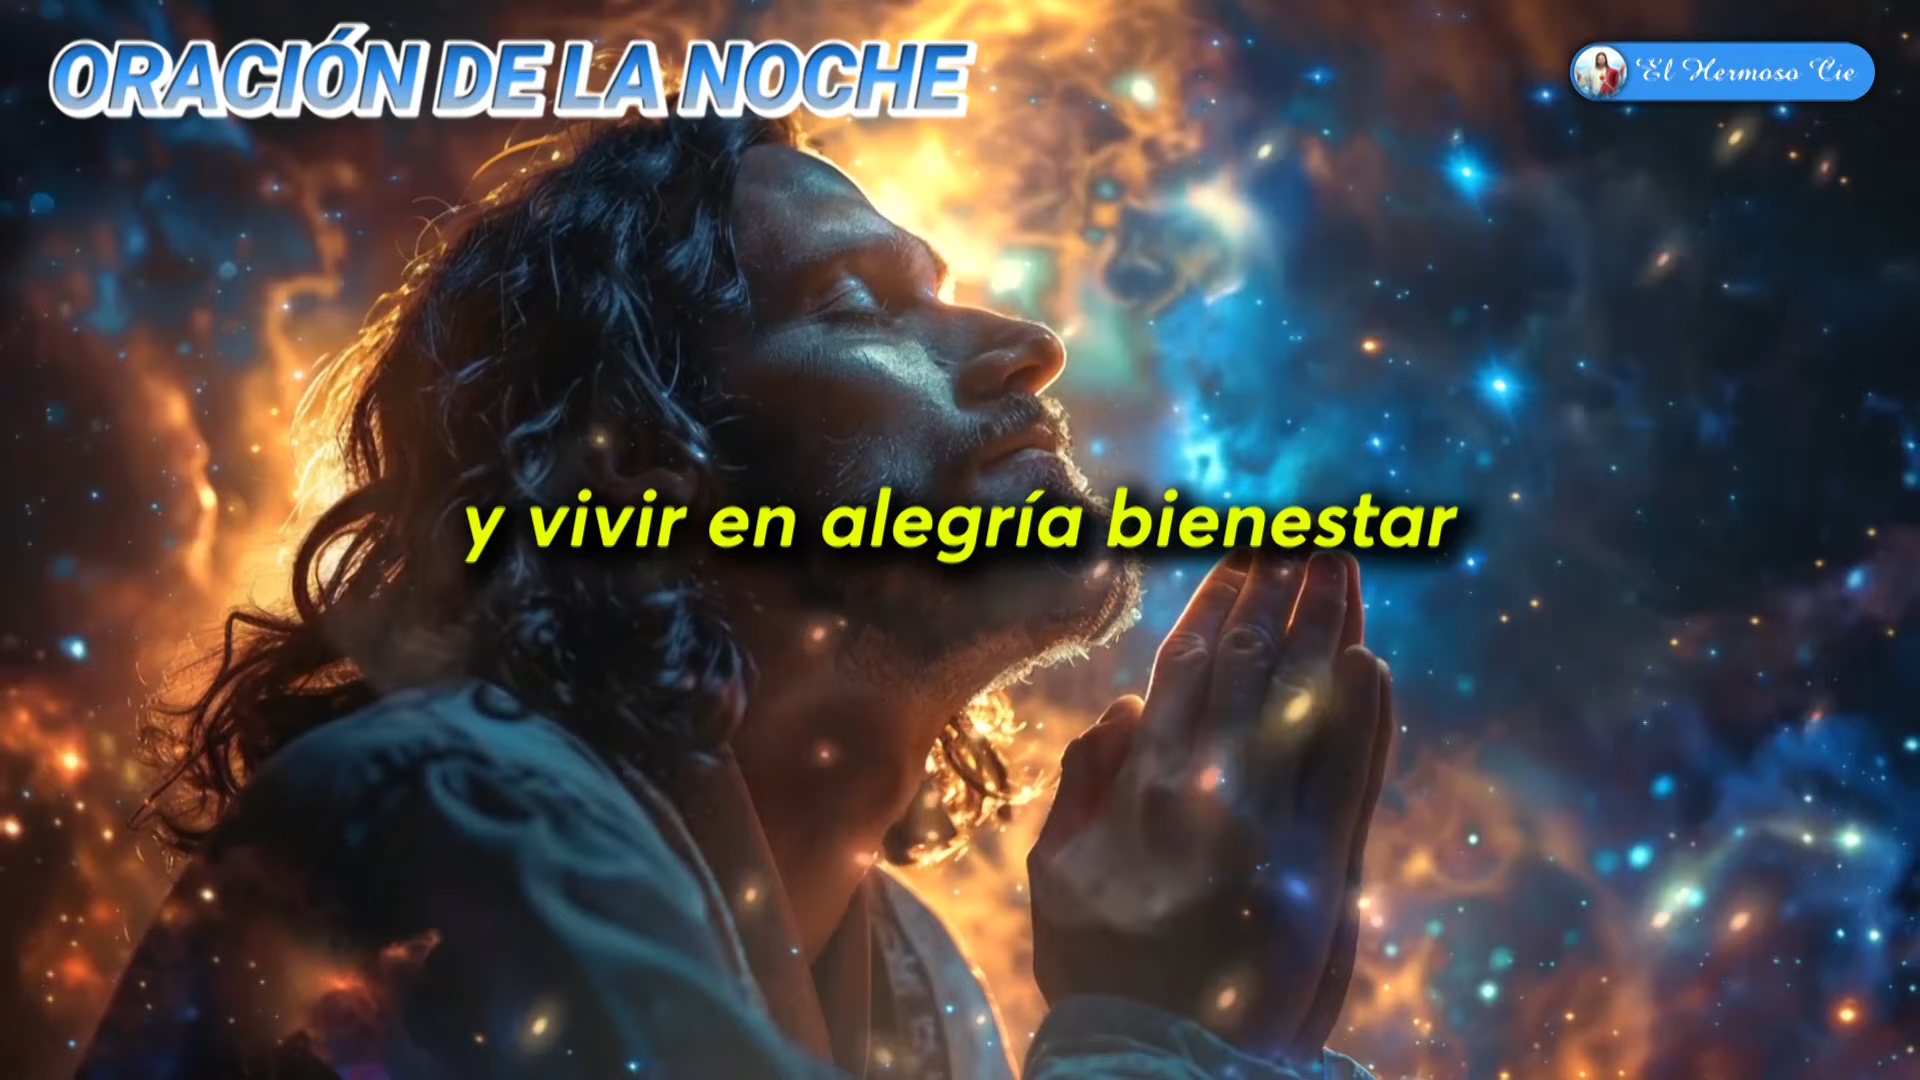 ORACIÓN DE LA NOCHE
El Hermoso Cie
y vivir en alegría bienestar